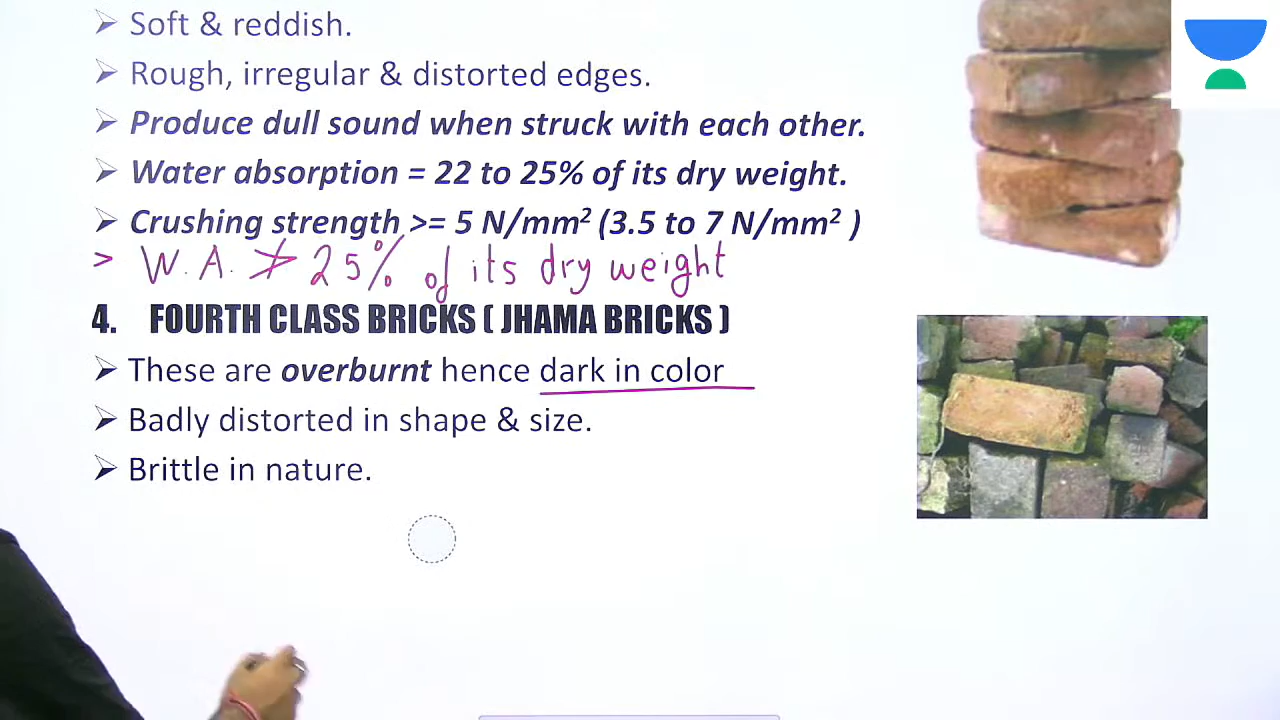 ➢ Soft & reddish.
➢ Rough, irregular & distorted edges.
➢ Produce dull sound when struck with each other.
➢ Water absorption = 22 to 25% of its dry weight.
➢ Crushing strength >= 5 N/mm² (3.5 to 7 N/mm² )
> W.A. ≯ 25% of its dry weight
4. FOURTH CLASS BRICKS ( JHAMA BRICKS )
➢ These are overburnt hence dark in color
➢ Badly distorted in shape & size.
➢ Brittle in nature.